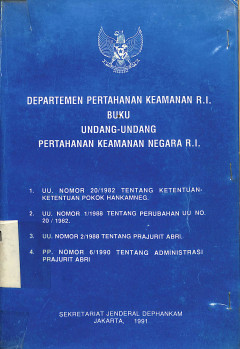 DEPARTEMEN PERTAHANAN KEAMANAN R.I.
BUKU
UNDANG-UNDANG
PERTAHANAN KEAMANAN NEGARA R.I.
1. UU. NOMOR 20/1982 TENTANG KETENTUAN-
KETENTUAN POKOK HANKAMNEG.
2. UU. NOMOR 1/1988 TENTANG PERUBAHAN UU NO.
20 / 1982.
3. UU. NOMOR 2/1988 TENTANG PRAJURIT ABRI.
4. PP. NOMOR 6/1990 TENTANG ADMINISTRASI
PRAJURIT ABRI
SEKRETARIAT JENDERAL DEPHANKAM
JAKARTA, 1991